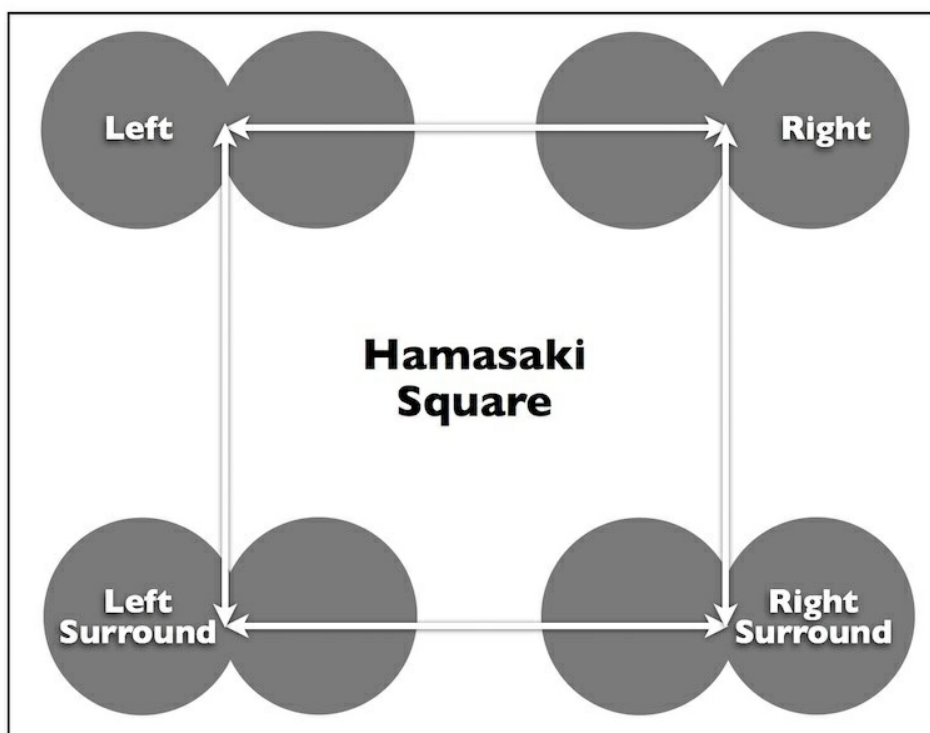 Left
Right
Hamasaki
Square
Left
Surround
Right
Surround